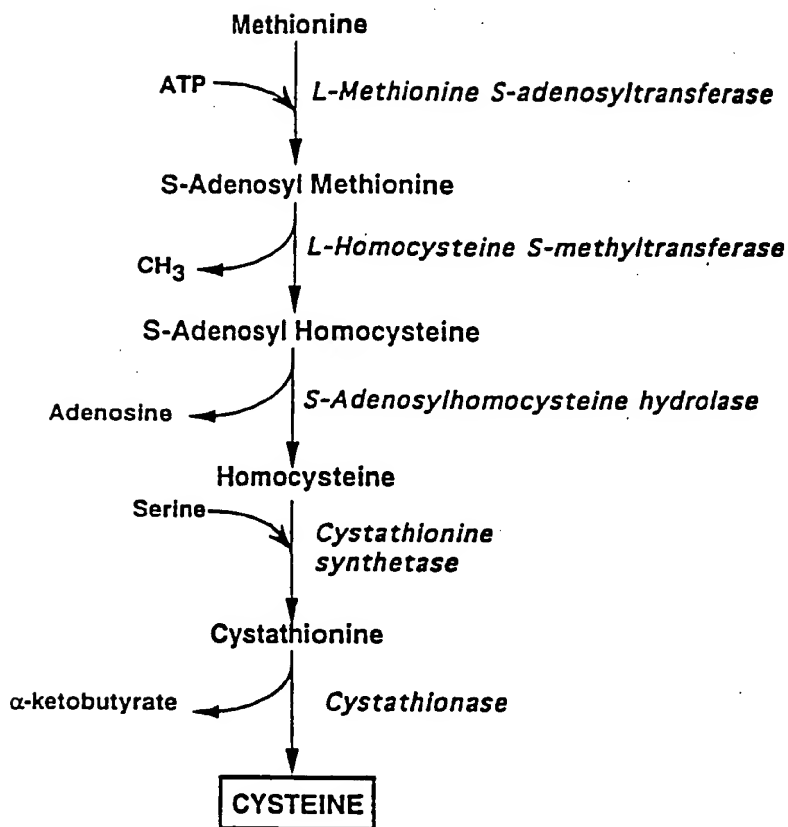 Methionine
ATP
L-Methionine S-adenosyltransferase
S-Adenosyl Methionine
L-Homocysteine S-methyltransferase
CH₃
S-Adenosyl Homocysteine
S-Adenosylhomocysteine hydrolase
Adenosine
Homocysteine
Serine
Cystathionine
synthetase
Cystathionine
α-ketobutyrate
Cystathionase
CYSTEINE